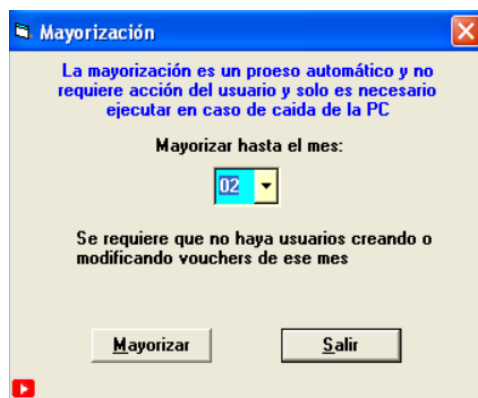 Mayorización
La mayorización es un proeso automático y no
requiere acción del usuario y solo es necesario
ejecutar en caso de caida de la PC
Mayorizar hasta el mes:
02
Se requiere que no haya usuarios creando o
modificando vouchers de ese mes
Mayorizar
Salir